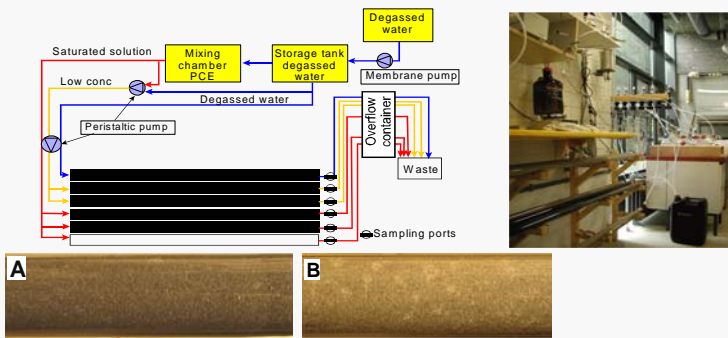 Degassed
water
Saturated solution
Mixing
chamber
PCE
Storage tank
degassed
water
Membrane pump
Low conc
Degassed water
Peristaltic pump
Overflow
container
Waste
Sampling ports
A
B